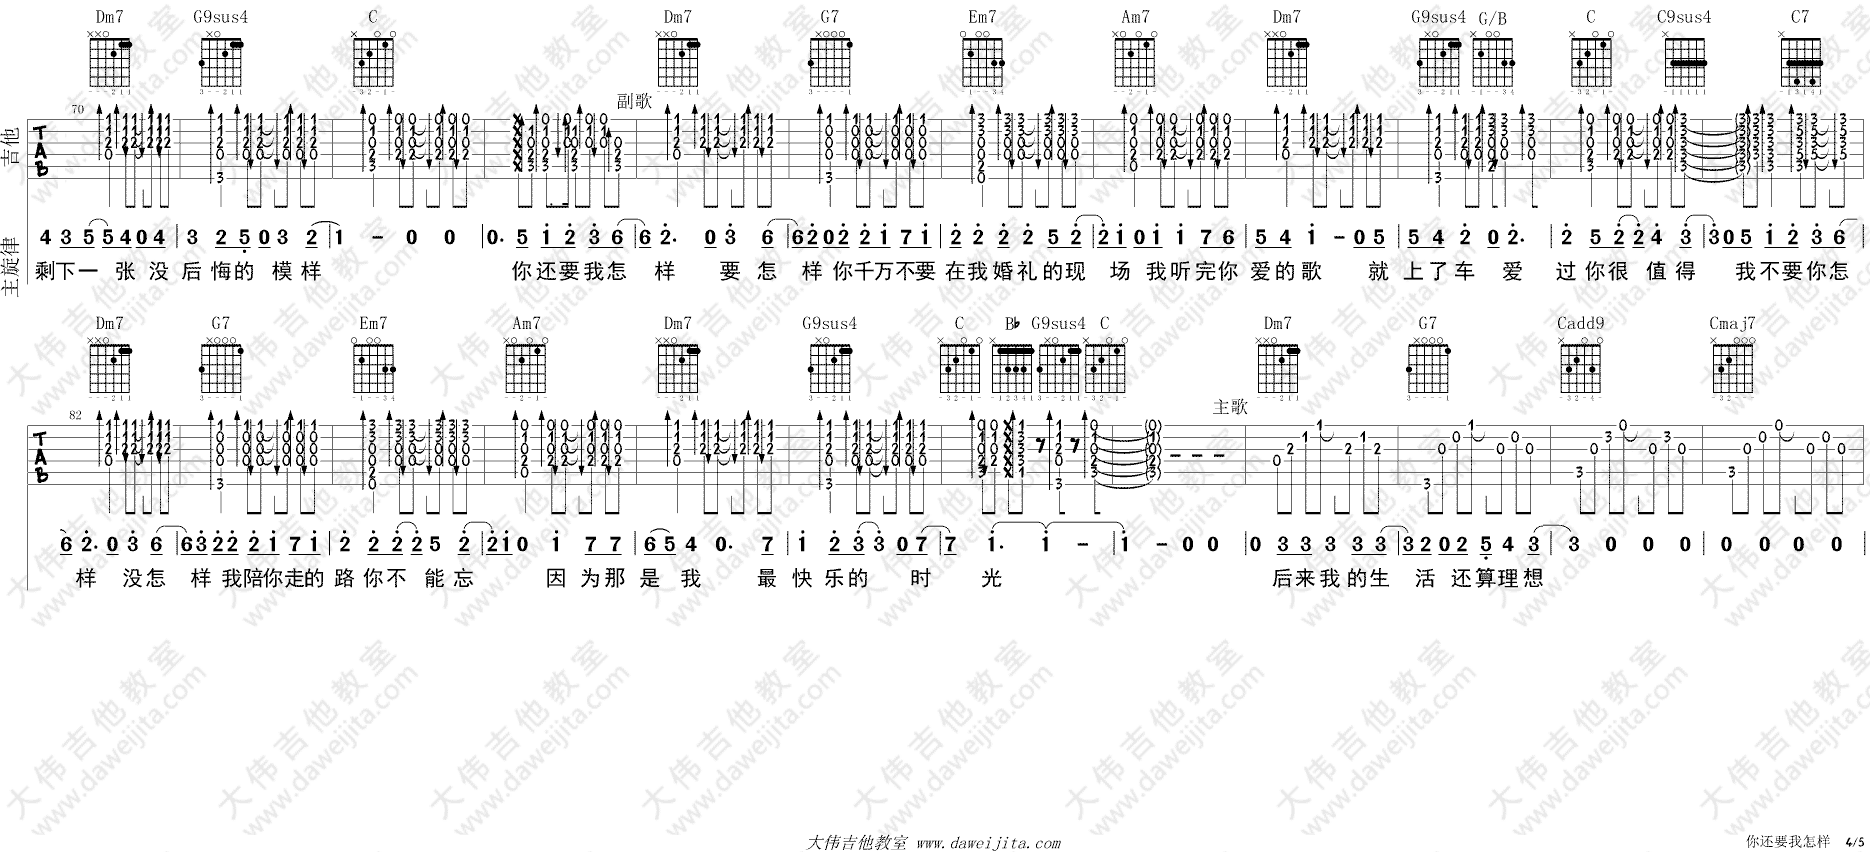 Dm7 G9sus4 C Dm7 G7 Em7 Am7 Dm7 G9sus4 G/B C C9sus4 C7
70 副歌
吉他 TAB
主旋律
4 3 5 5 4 0 4 3 2 5 0 3 2 1 - 0 0 0. 5 1 2 3 6 6 2. 0 3 6 6 2 0 2 2 1 7 1 2 2 2 5 2 2 1 0 1 1 7 6 5 4 1 - 0 5 5 4 2 0 2. 2 5 2 2 4 3 3 0 5 1 2 3 6
剩下一 张没 后悔的 模样 你还要我怎 样 要怎 样你千万不要 在我婚礼的现 场 我听完你 爱的歌 就 上了车 爱 过你很 值得 我不要你怎
Dm7 G7 Em7 Am7 Dm7 G9sus4 C B♭ G9sus4 C Dm7 G7 Cadd9 Cmaj7
82 主歌
TAB
6 2. 0 3 6 6 3 2 2 2 1 7 1 2 2 2 2 5 2 2 1 0 1 7 7 6 5 4 0. 7 1 2 3 3 0 7 7 1. 1 - 1 - 0 0 0 3 3 3 3 3 3 2 0 2 5 4 3 3 0 0 0 0 0 0 0
样 没怎 样我陪你走的 路你不 能忘 因 为那 是我 最 快乐的 时 光 后来我的生 活 还算理想
大伟吉他教室 www.daweijita.com
你还要我怎样 4/5